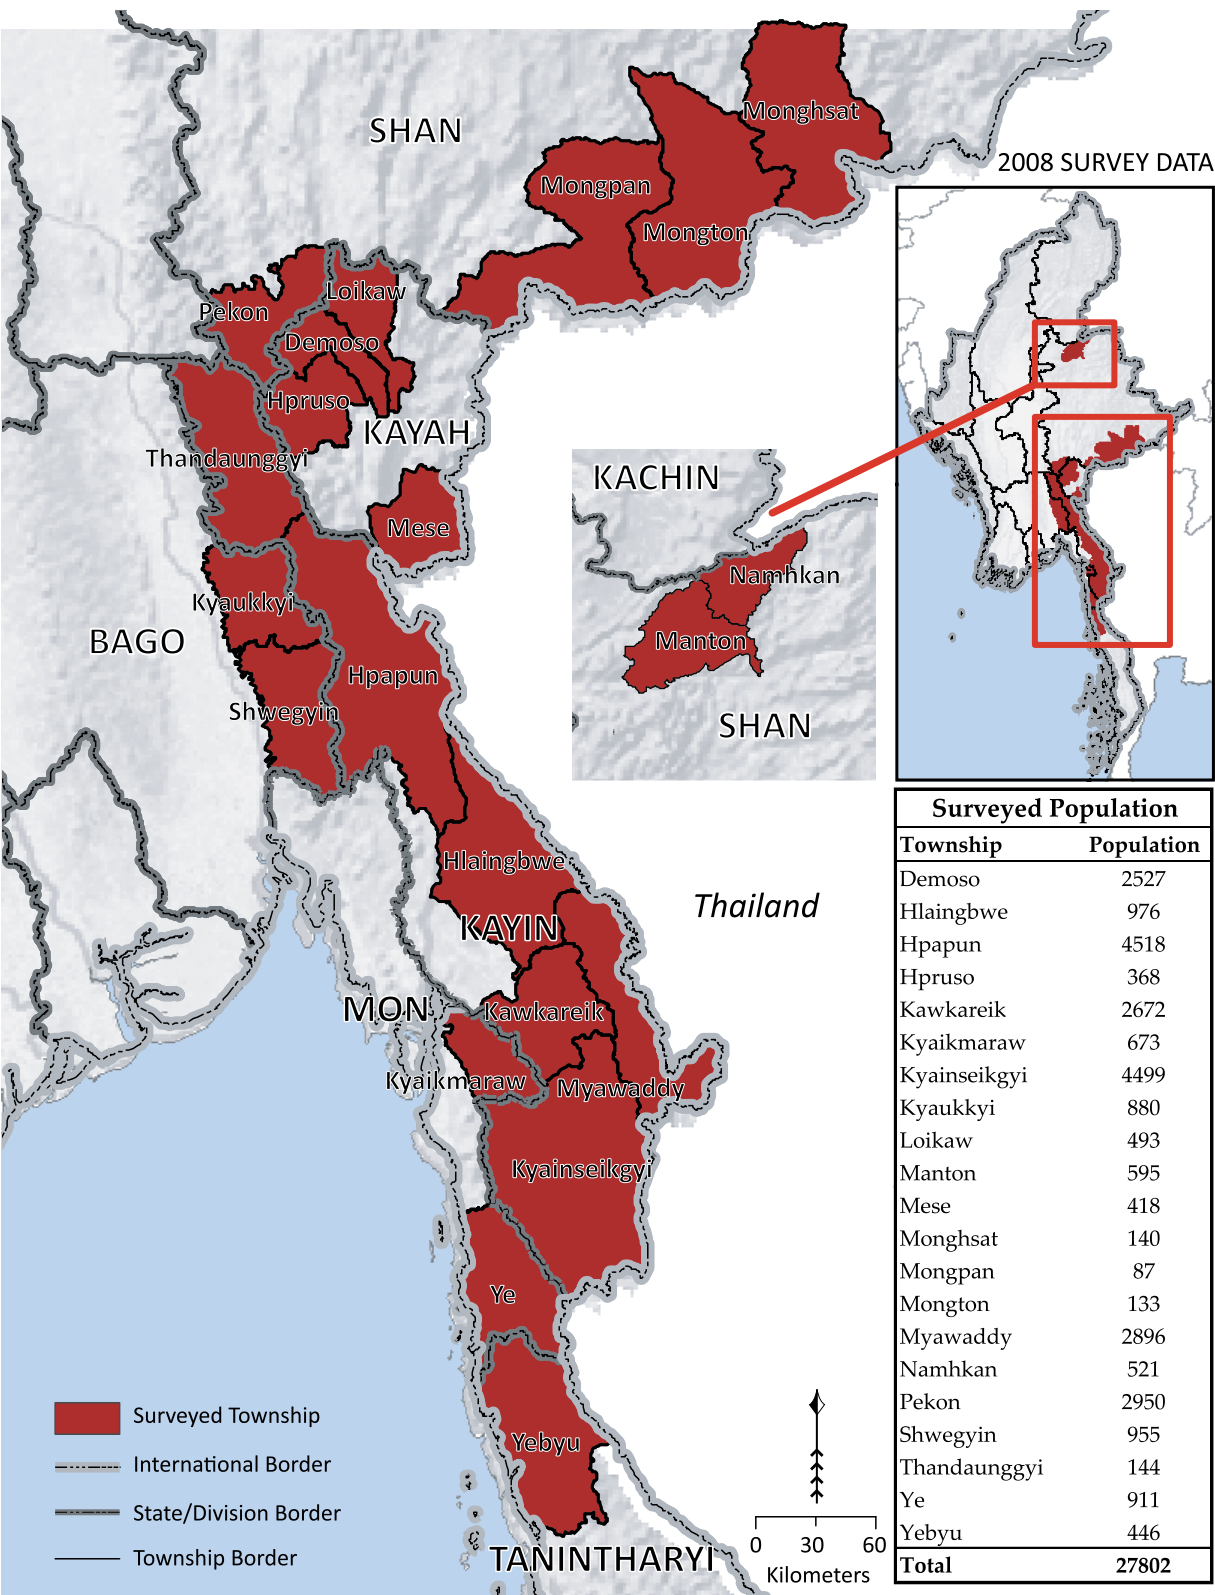 SHAN
Monghsat
2008 SURVEY DATA
Mongpan
Mongton
Loikaw
Pekon
Demoso
Hpruso
KAYAH
Thandaunggyi
Mese
KACHIN
Namhkan
Manton
SHAN
Kyaukkyi
BAGO
Hpapun
Shwegyin
Hlaingbwe
Thailand
KAYIN
MON
Kawkareik
Kyaikmaraw
Myawaddy
Kyainseikgyi
Ye
Yebyu
TANINTHARYI
Surveyed Township
International Border
State/Division Border
Township Border
0 30 60
Kilometers
Surveyed Population
Township Population
Demoso 2527
Hlaingbwe 976
Hpapun 4518
Hpruso 368
Kawkareik 2672
Kyaikmaraw 673
Kyainseikgyi 4499
Kyaukkyi 880
Loikaw 493
Manton 595
Mese 418
Monghsat 140
Mongpan 87
Mongton 133
Myawaddy 2896
Namhkan 521
Pekon 2950
Shwegyin 955
Thandaunggyi 144
Ye 911
Yebyu 446
Total 27802